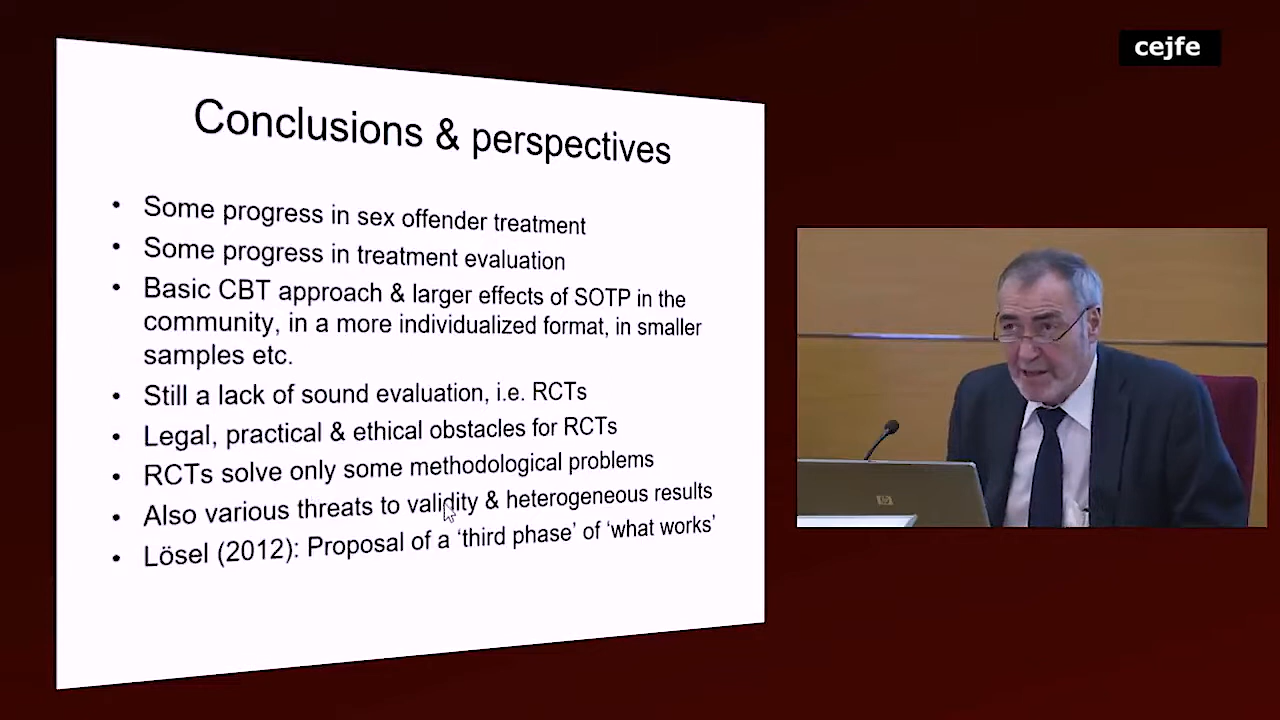 cejfe
Conclusions & perspectives
• Some progress in sex offender treatment
• Some progress in treatment evaluation
• Basic CBT approach & larger effects of SOTP in the
community, in a more individualized format, in smaller
samples etc.
• Still a lack of sound evaluation, i.e. RCTs
• Legal, practical & ethical obstacles for RCTs
• RCTs solve only some methodological problems
• Also various threats to validity & heterogeneous results
• Lösel (2012): Proposal of a ‘third phase’ of ‘what works’
hp